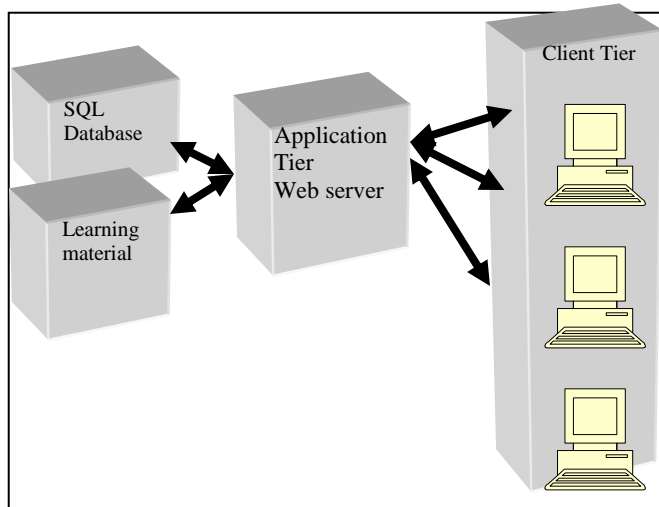 SQL
Database
Learning
material
Application
Tier
Web server
Client Tier